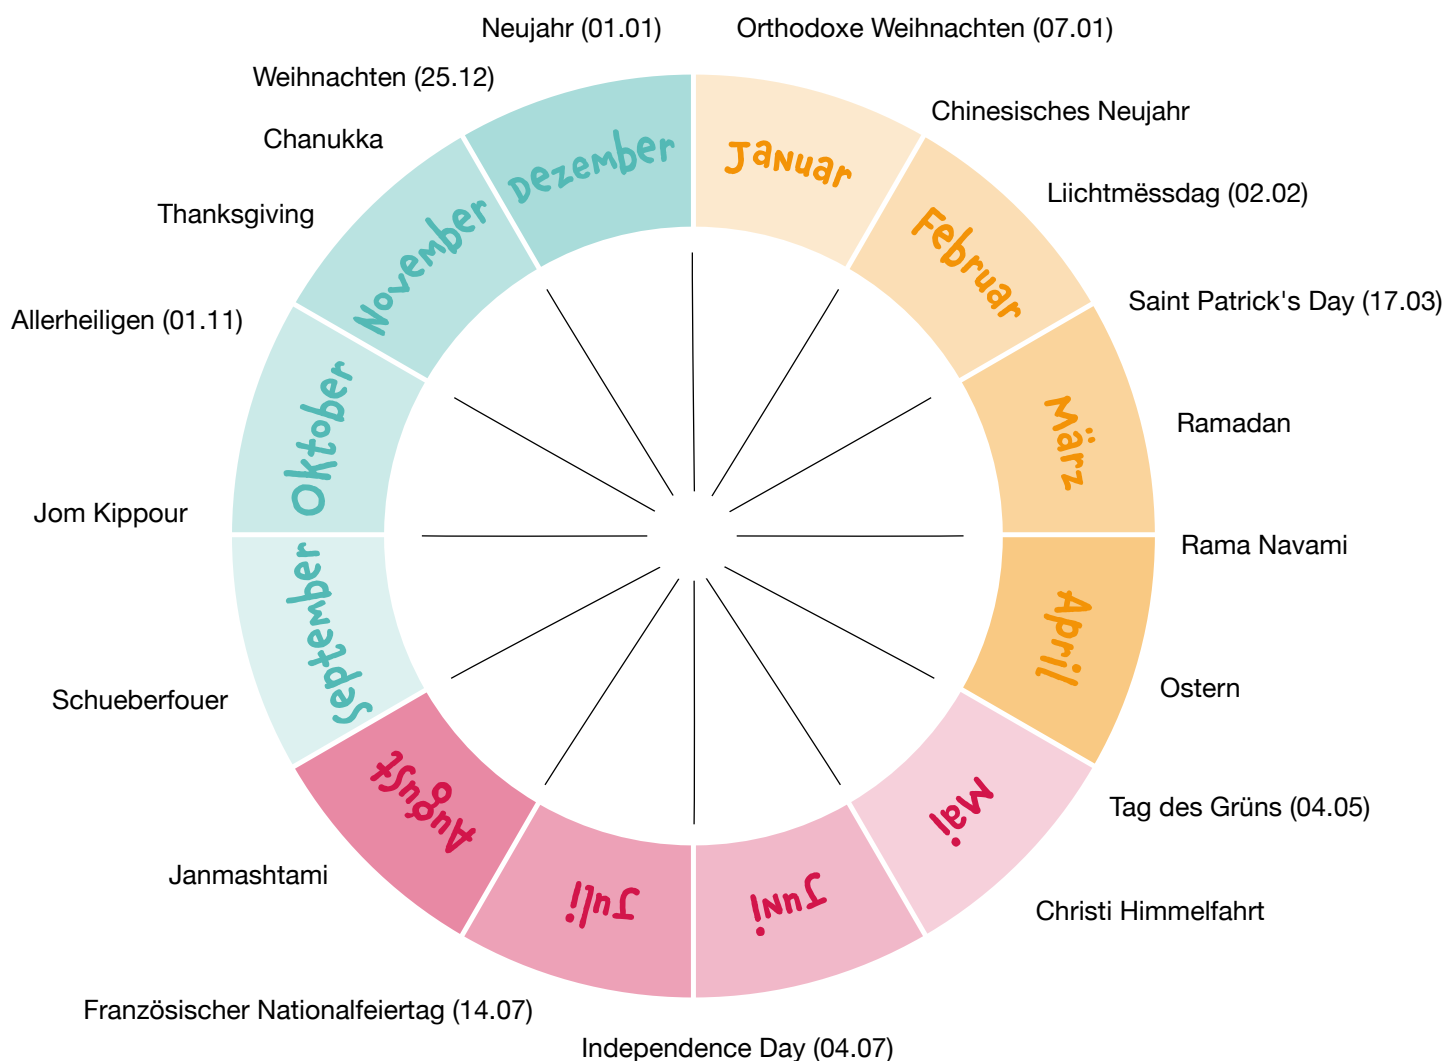 Neujahr (01.01)
Orthodoxe Weihnachten (07.01)
Weihnachten (25.12)
Chinesisches Neujahr
Chanukka
Liichtmëssdag (02.02)
Thanksgiving
Saint Patrick's Day (17.03)
Allerheiligen (01.11)
Ramadan
Jom Kippour
Rama Navami
Schueberfouer
Ostern
Tag des Grüns (04.05)
Janmashtami
Christi Himmelfahrt
Französischer Nationalfeiertag (14.07)
Independence Day (04.07)
Januar
Februar
März
April
Mai
Juni
Juli
August
September
Oktober
November
Dezember